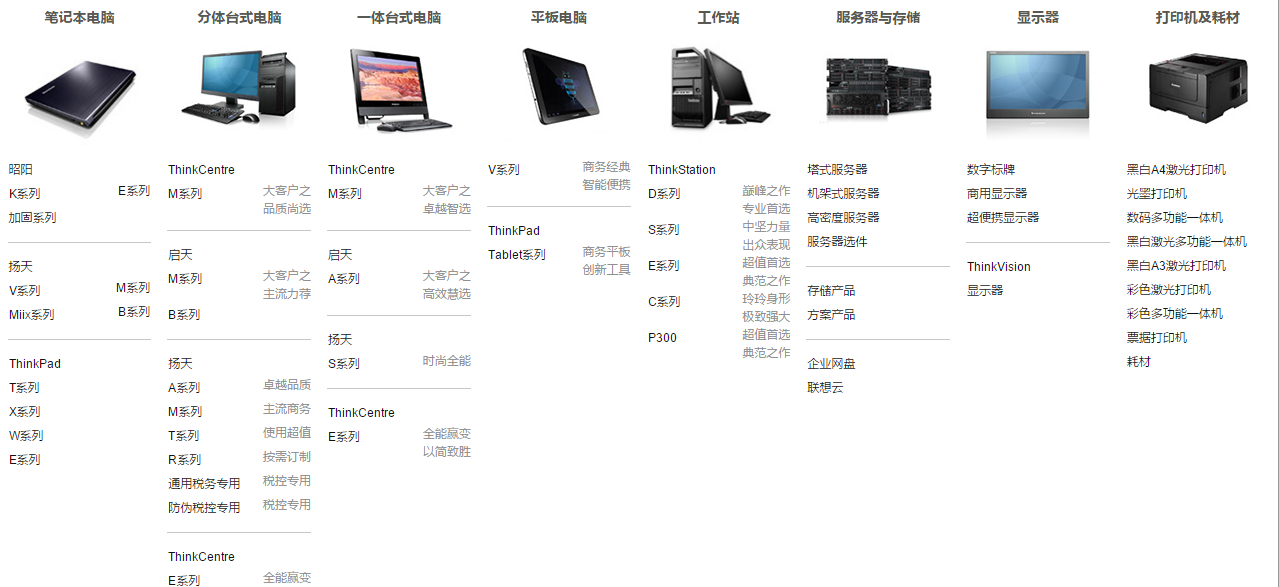 笔记本电脑
昭阳
K系列 E系列
加固系列
扬天
V系列 M系列
Miix系列 B系列
ThinkPad
T系列
X系列
W系列
E系列
分体台式电脑
ThinkCentre
M系列 大客户之
品质尚选
启天
M系列 大客户之
主流力荐
B系列
扬天
A系列 卓越品质
M系列 主流商务
T系列 使用超值
R系列 按需订制
通用税务专用 税控专用
防伪税控专用 税控专用
ThinkCentre
E系列 全能赢变
一体台式电脑
ThinkCentre
M系列 大客户之
卓越智选
启天
A系列 大客户之
高效慧选
扬天
S系列 时尚全能
ThinkCentre
E系列 全能赢变
以简致胜
平板电脑
V系列 商务经典
智能便携
ThinkPad
Tablet系列 商务平板
创新工具
工作站
ThinkStation
D系列 巅峰之作
专业首选
S系列 中坚力量
出众表现
E系列 超值首选
典范之作
C系列 玲玲身形
极致强大
P300 超值首选
典范之作
服务器与存储
塔式服务器
机架式服务器
高密度服务器
服务器选件
存储产品
方案产品
企业网盘
联想云
显示器
数字标牌
商用显示器
超便携显示器
ThinkVision
显示器
打印机及耗材
黑白A4激光打印机
光墨打印机
数码多功能一体机
黑白激光多功能一体机
黑白A3激光打印机
彩色激光打印机
彩色多功能一体机
票据打印机
耗材